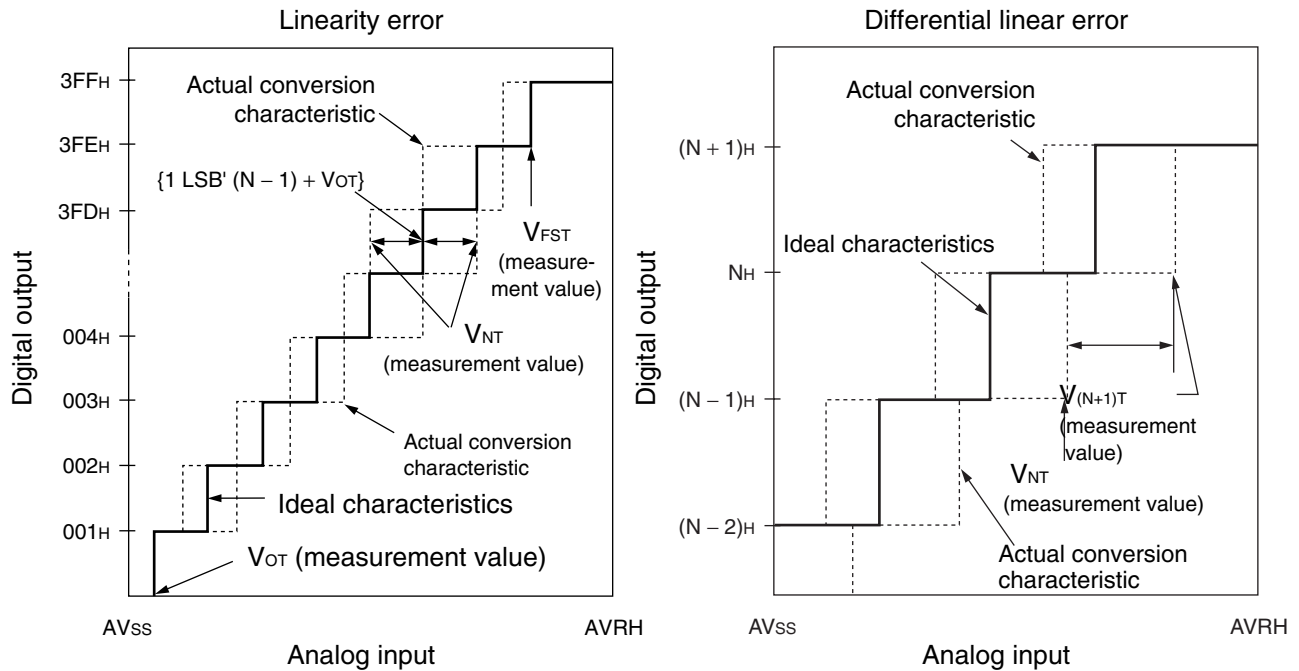 Linearity error
3FFH
3FEH
3FDH
004H
003H
002H
001H
Digital output
Actual conversion
characteristic
{1 LSB' (N − 1) + VOT}
VFST
(measure-
ment value)
VNT
(measurement value)
Actual conversion
characteristic
Ideal characteristics
VOT (measurement value)
AVSS
AVRH
Analog input
Differential linear error
(N + 1)H
NH
(N − 1)H
(N − 2)H
Digital output
Actual conversion
characteristic
Ideal characteristics
V(N+1)T
(measurement
value)
VNT
(measurement value)
Actual conversion
characteristic
AVSS
AVRH
Analog input